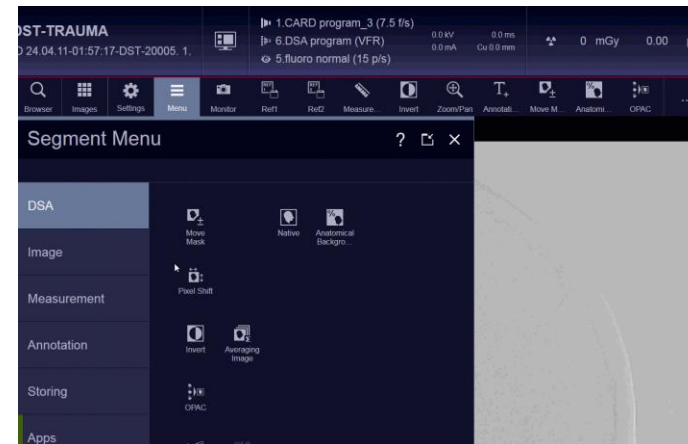 OST-TRAUMA
D 24.04.11-01:57:17-DST-20005. 1.
1.CARD program_3 (7.5 f/s)
6.DSA program (VFR)
5.fluoro normal (15 p/s)
0.0 kV 0.0 ms
0.0 mA Cu 0.0 mm
0 mGy 0.00
Browser Images Settings Menu Monitor Ref1 Ref2 Measure... Invert Zoom/Pan Annotati... Move M... Anatomi... OPAC
Segment Menu ?
DSA
Image
Measurement
Annotation
Storing
Apps
Move
Mask
Native
Anatomical
Backgro...
Pixel Shift
Invert
Averaging
Image
OPAC